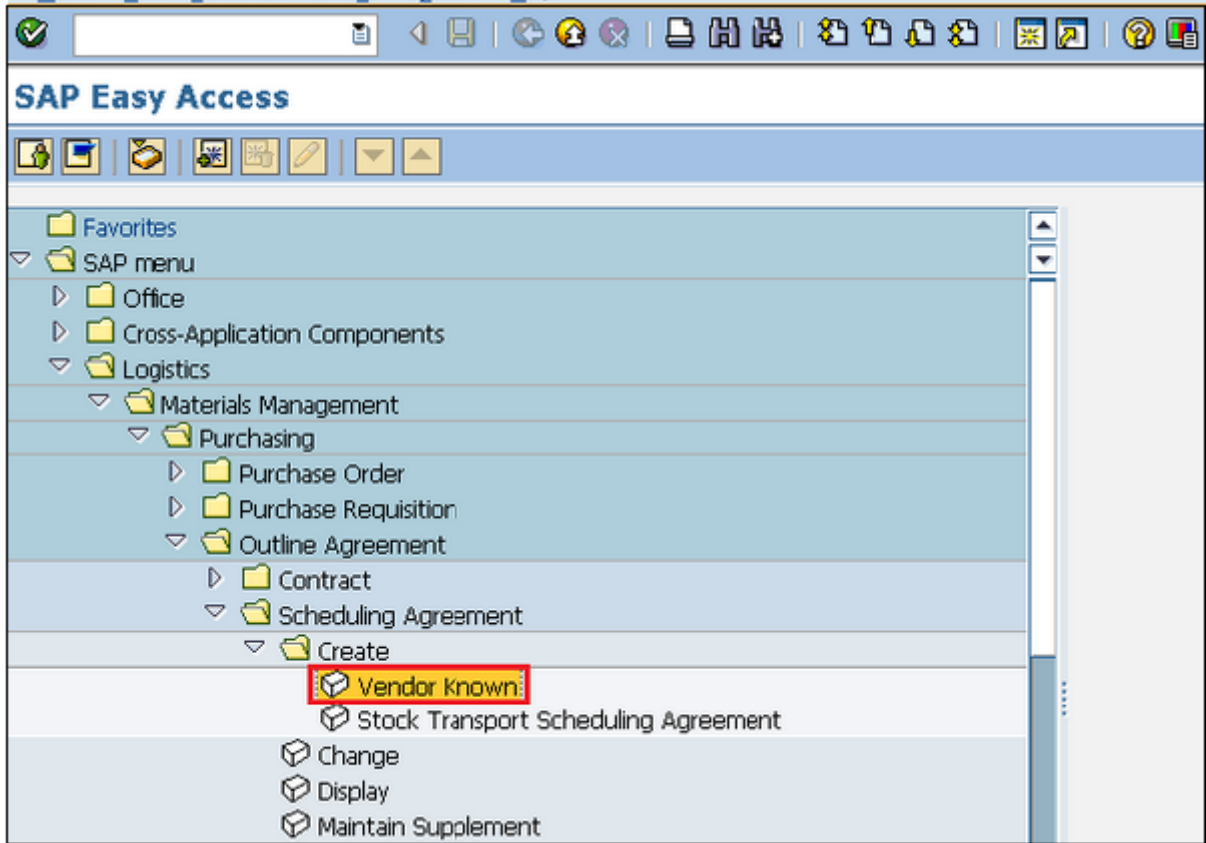 SAP Easy Access
Favorites
SAP menu
Office
Cross-Application Components
Logistics
Materials Management
Purchasing
Purchase Order
Purchase Requisition
Outline Agreement
Contract
Scheduling Agreement
Create
Vendor Known
Stock Transport Scheduling Agreement
Change
Display
Maintain Supplement